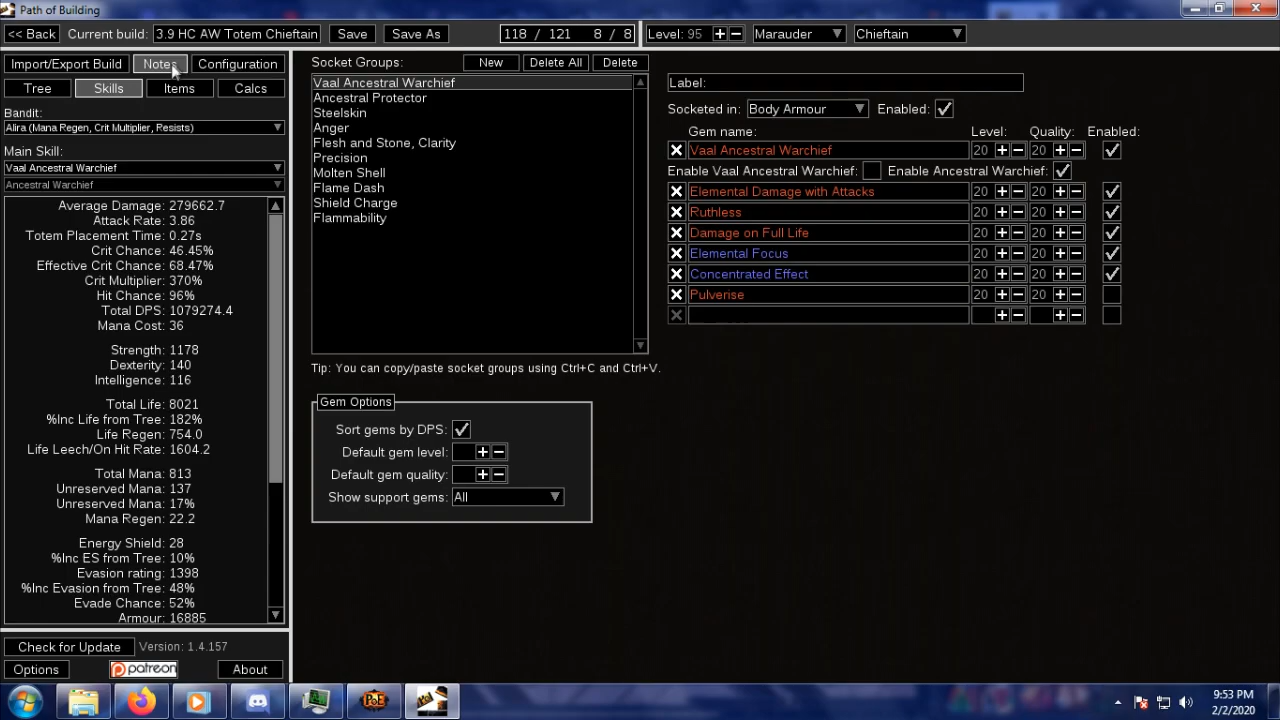 Path of Building
<< Back Current build: 3.9 HC AW Totem Chieftain Save Save As 118 / 121 8 / 8 Level: 95 Marauder Chieftain
Import/Export Build Notes Configuration
Tree Skills Items Calcs
Bandit:
Alira (Mana Regen, Crit Multiplier, Resists)
Main Skill:
Vaal Ancestral Warchief
Ancestral Warchief
Average Damage: 279662.7
Attack Rate: 3.86
Totem Placement Time: 0.27s
Crit Chance: 46.45%
Effective Crit Chance: 68.47%
Crit Multiplier: 370%
Hit Chance: 96%
Total DPS: 1079274.4
Mana Cost: 36
Strength: 1178
Dexterity: 140
Intelligence: 116
Total Life: 8021
%Inc Life from Tree: 182%
Life Regen: 754.0
Life Leech/On Hit Rate: 1604.2
Total Mana: 813
Unreserved Mana: 137
Unreserved Mana: 17%
Mana Regen: 22.2
Energy Shield: 28
%Inc ES from Tree: 10%
Evasion rating: 1398
%Inc Evasion from Tree: 48%
Evade Chance: 52%
Armour: 16885
Check for Update Version: 1.4.157
Options patreon About
Socket Groups: New Delete All Delete
Vaal Ancestral Warchief
Ancestral Protector
Steelskin
Anger
Flesh and Stone, Clarity
Precision
Molten Shell
Flame Dash
Shield Charge
Flammability
Tip: You can copy/paste socket groups using Ctrl+C and Ctrl+V.
Gem Options
Sort gems by DPS:
Default gem level:
Default gem quality:
Show support gems: All
Label:
Socketed in: Body Armour Enabled:
Gem name: Level: Quality: Enabled:
Vaal Ancestral Warchief 20 20
Enable Vaal Ancestral Warchief: Enable Ancestral Warchief:
Elemental Damage with Attacks 20 20
Ruthless 20 20
Damage on Full Life 20 20
Elemental Focus 20 20
Concentrated Effect 20 20
Pulverise 20 20
PoE
9:53 PM
2/2/2020